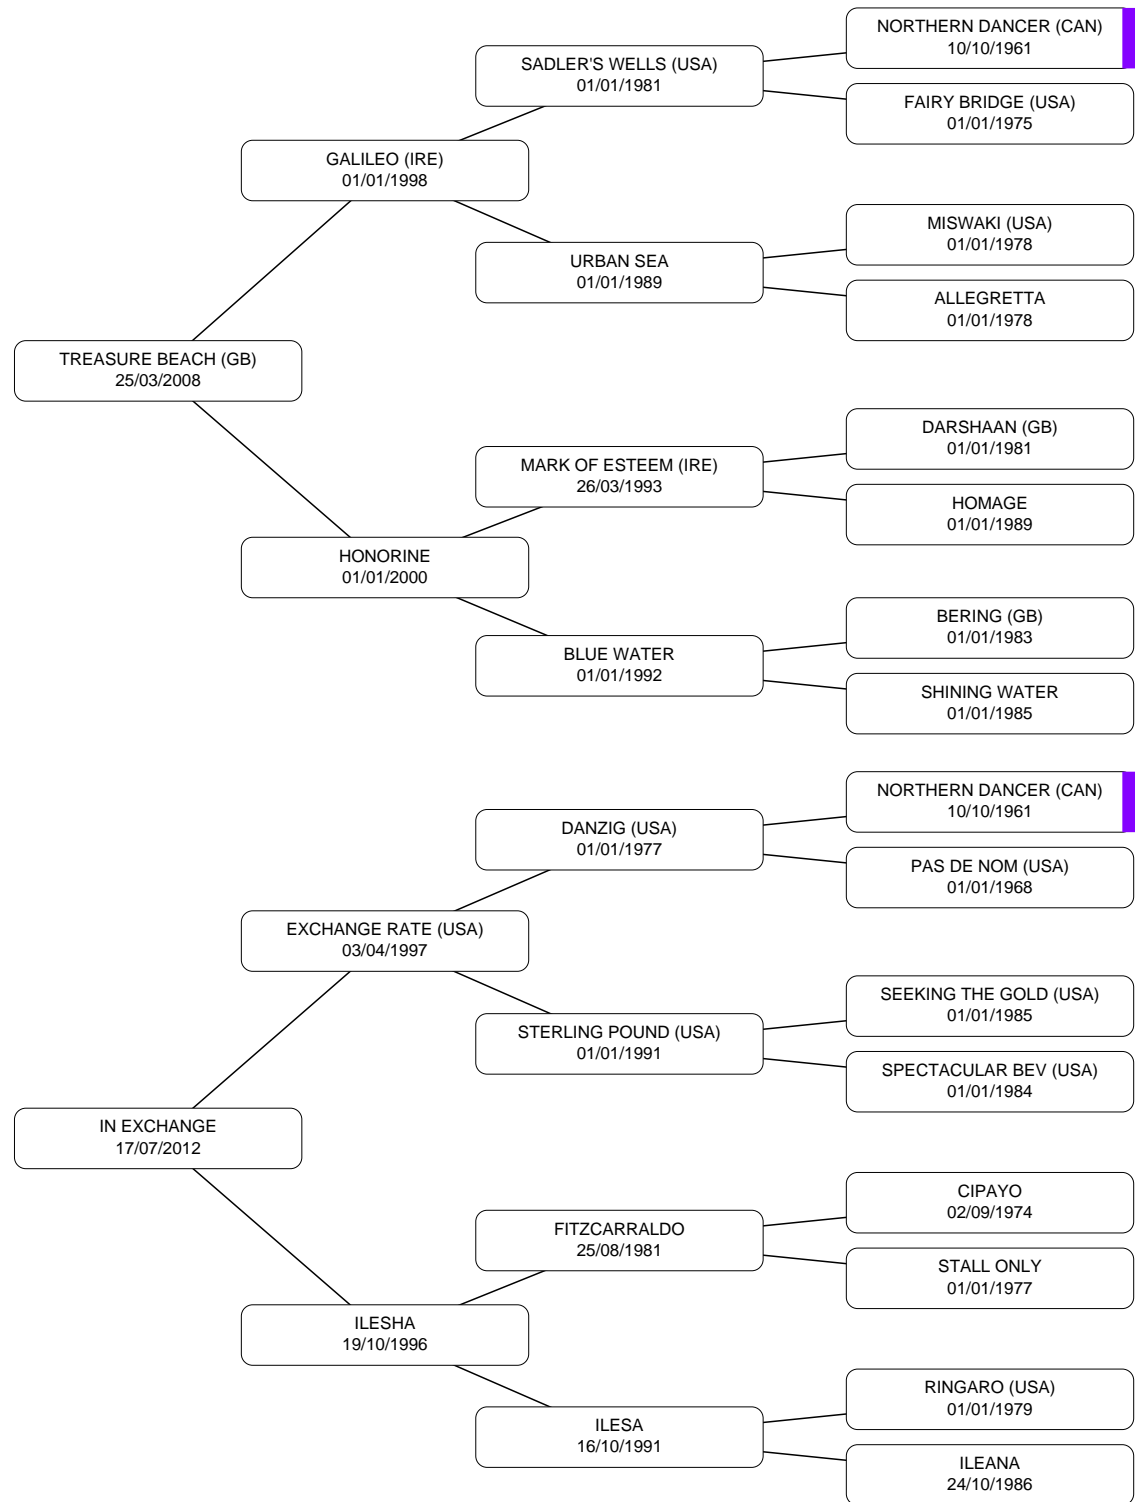 NORTHERN DANCER (CAN)
10/10/1961
SADLER'S WELLS (USA)
01/01/1981
FAIRY BRIDGE (USA)
01/01/1975
GALILEO (IRE)
01/01/1998
MISWAKI (USA)
01/01/1978
URBAN SEA
01/01/1989
ALLEGRETTA
01/01/1978
TREASURE BEACH (GB)
25/03/2008
DARSHAAN (GB)
01/01/1981
MARK OF ESTEEM (IRE)
26/03/1993
HOMAGE
01/01/1989
HONORINE
01/01/2000
BERING (GB)
01/01/1983
BLUE WATER
01/01/1992
SHINING WATER
01/01/1985
NORTHERN DANCER (CAN)
10/10/1961
DANZIG (USA)
01/01/1977
PAS DE NOM (USA)
01/01/1968
EXCHANGE RATE (USA)
03/04/1997
SEEKING THE GOLD (USA)
01/01/1985
STERLING POUND (USA)
01/01/1991
SPECTACULAR BEV (USA)
01/01/1984
IN EXCHANGE
17/07/2012
CIPAYO
02/09/1974
FITZCARRALDO
25/08/1981
STALL ONLY
01/01/1977
ILESHA
19/10/1996
RINGARO (USA)
01/01/1979
ILESA
16/10/1991
ILEANA
24/10/1986